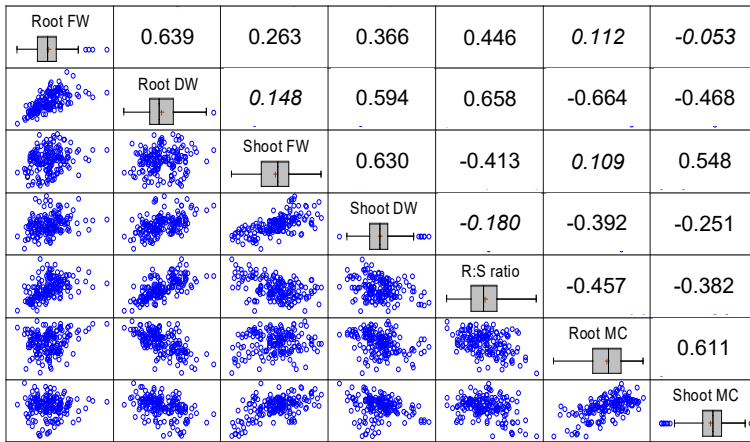 Root FW 0.639 0.263 0.366 0.446 0.112 -0.053
Root DW 0.148 0.594 0.658 -0.664 -0.468
Shoot FW 0.630 -0.413 0.109 0.548
Shoot DW -0.180 -0.392 -0.251
R:S ratio -0.457 -0.382
Root MC 0.611
Shoot MC